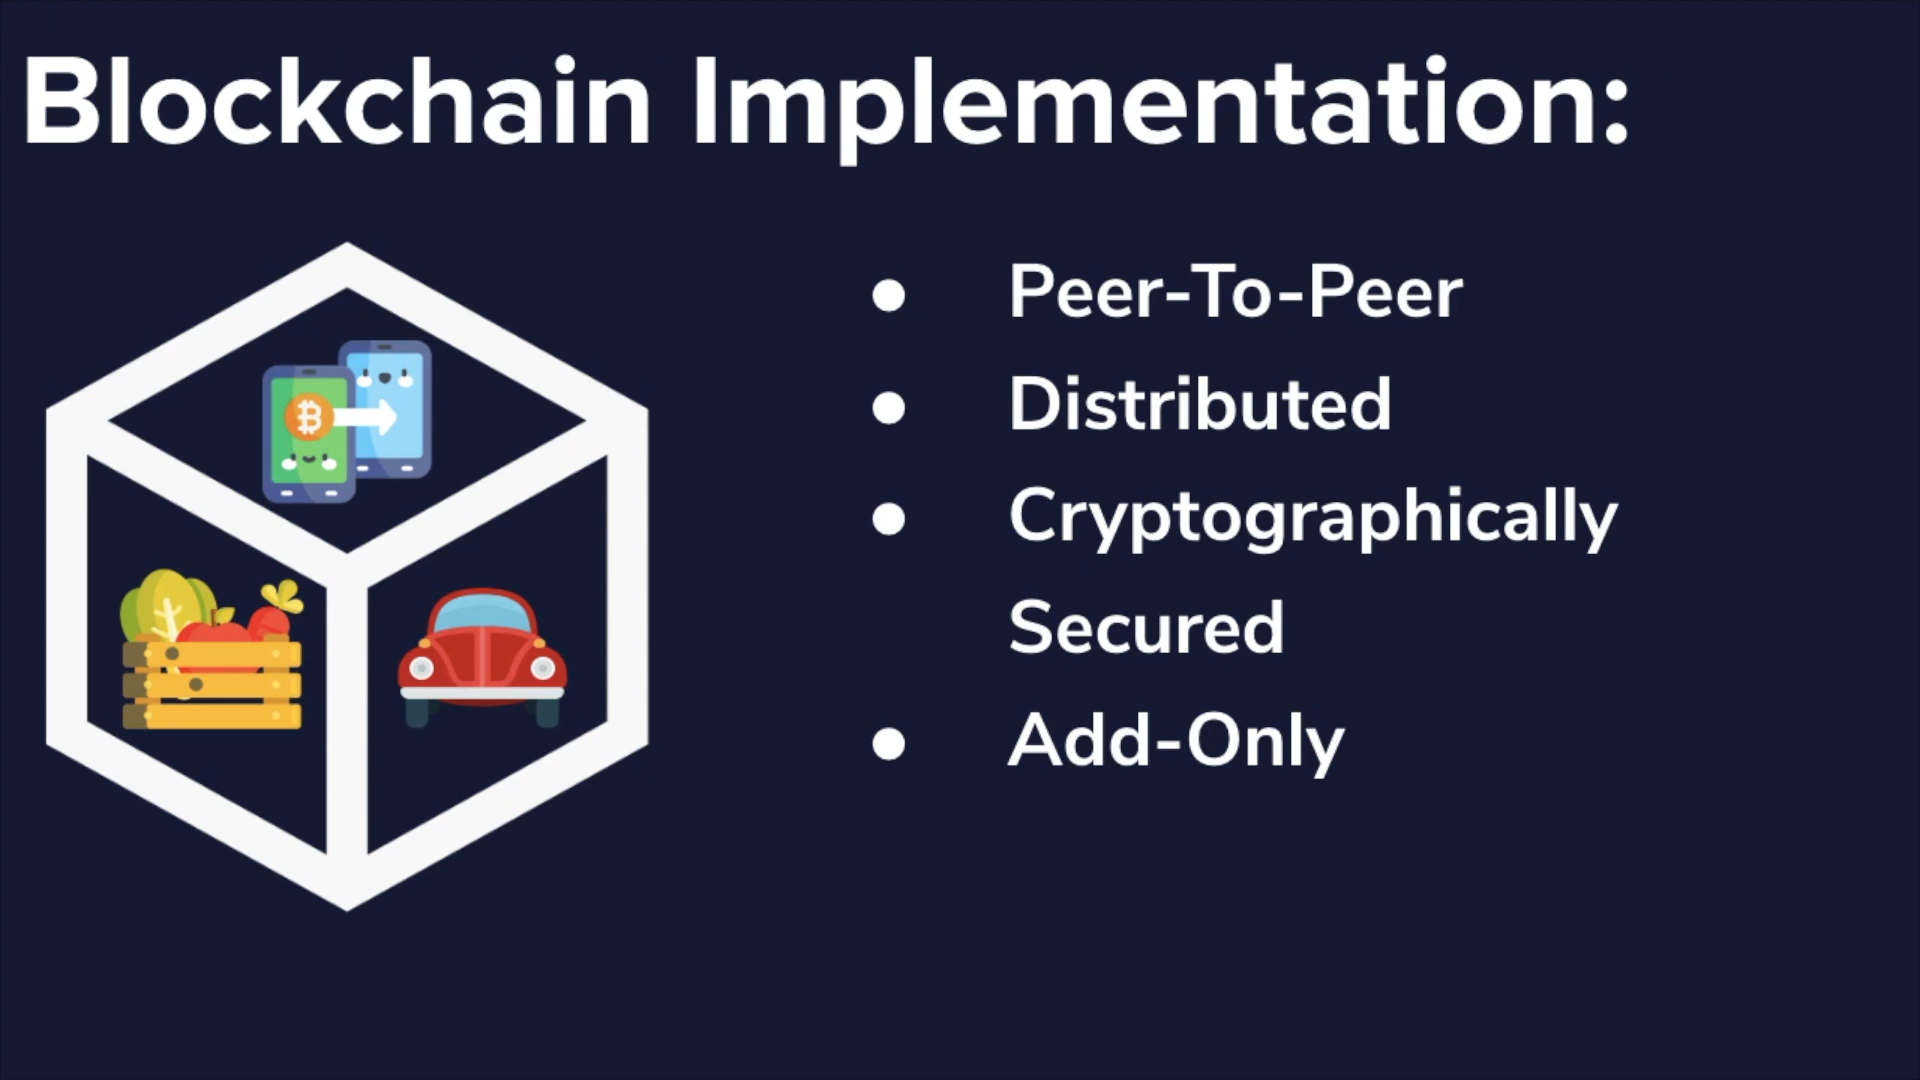 Blockchain Implementation:
● Peer-To-Peer
● Distributed
● Cryptographically
Secured
● Add-Only